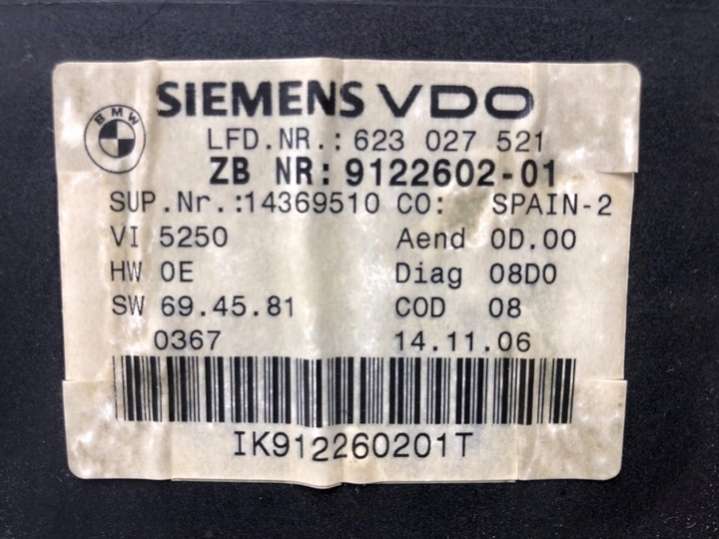 SIEMENS VDO
BMW
LFD.NR.: 623 027 521
ZB NR: 9122602-01
SUP.Nr.:14369510 CO: SPAIN-2
VI 5250 Aend 0D.00
HW 0E Diag 08D0
SW 69.45.81 COD 08
0367 14.11.06
IK912260201T